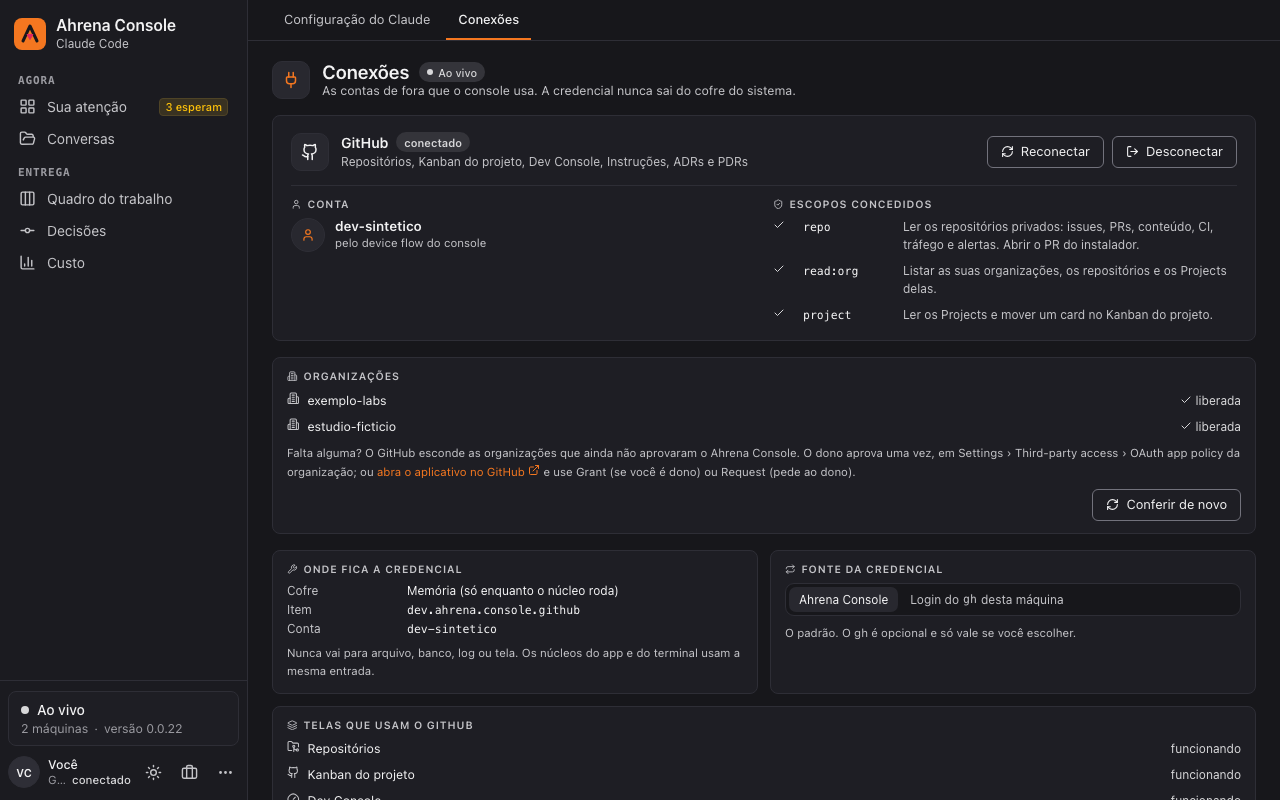 Ahrena Console
Claude Code
AGORA
Sua atenção
3 esperam
Conversas
ENTREGA
Quadro do trabalho
Decisões
Custo
Ao vivo
2 máquinas · versão 0.0.22
VC
Você
G... conectado
Configuração do Claude
Conexões
Conexões
Ao vivo
As contas de fora que o console usa. A credencial nunca sai do cofre do sistema.
GitHub
conectado
Repositórios, Kanban do projeto, Dev Console, Instruções, ADRs e PDRs
Reconectar
Desconectar
CONTA
dev-sintetico
pelo device flow do console
ESCOPOS CONCEDIDOS
repo
Ler os repositórios privados: issues, PRs, conteúdo, CI,
tráfego e alertas. Abrir o PR do instalador.
read:org
Listar as suas organizações, os repositórios e os Projects
delas.
project
Ler os Projects e mover um card no Kanban do projeto.
ORGANIZAÇÕES
exemplo-labs
liberada
estudio-ficticio
liberada
Falta alguma? O GitHub esconde as organizações que ainda não aprovaram o Ahrena Console. O dono aprova uma vez, em Settings › Third-party access › OAuth app policy da
organização; ou abra o aplicativo no GitHub e use Grant (se você é dono) ou Request (pede ao dono).
Conferir de novo
ONDE FICA A CREDENCIAL
Cofre
Memória (só enquanto o núcleo roda)
Item
dev.ahrena.console.github
Conta
dev-sintetico
Nunca vai para arquivo, banco, log ou tela. Os núcleos do app e do terminal usam a
mesma entrada.
FONTE DA CREDENCIAL
Ahrena Console
Login do gh desta máquina
O padrão. O gh é opcional e só vale se você escolher.
TELAS QUE USAM O GITHUB
Repositórios
funcionando
Kanban do projeto
funcionando
Dev Console
funcionando